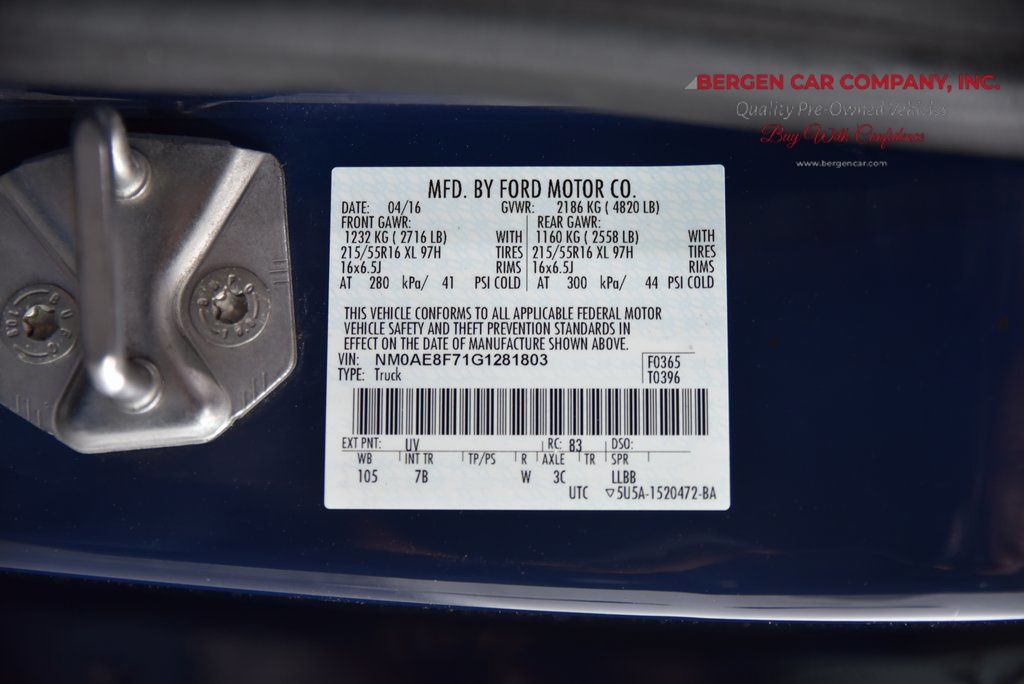 BERGEN CAR COMPANY, INC.
Quality Pre-Owned Vehicles
Buy With Confidence
www.bergencar.com
MFD. BY FORD MOTOR CO.
DATE: 04/16 GVWR: 2186 KG ( 4820 LB)
FRONT GAWR: REAR GAWR:
1232 KG ( 2716 LB) WITH 1160 KG ( 2558 LB) WITH
215/55R16 XL 97H TIRES 215/55R16 XL 97H TIRES
16x6.5J RIMS 16x6.5J RIMS
AT 280 kPa/ 41 PSI COLD AT 300 kPa/ 44 PSI COLD
THIS VEHICLE CONFORMS TO ALL APPLICABLE FEDERAL MOTOR
VEHICLE SAFETY AND THEFT PREVENTION STANDARDS IN
EFFECT ON THE DATE OF MANUFACTURE SHOWN ABOVE.
VIN: NM0AE8F71G1281803 F0365
TYPE: Truck T0396
EXT PNT: UV RC: 83 DSO:
WB INT TR TP/PS R AXLE TR SPR
105 7B W 3C LLBB
UTC ▽5U5A-1520472-BA